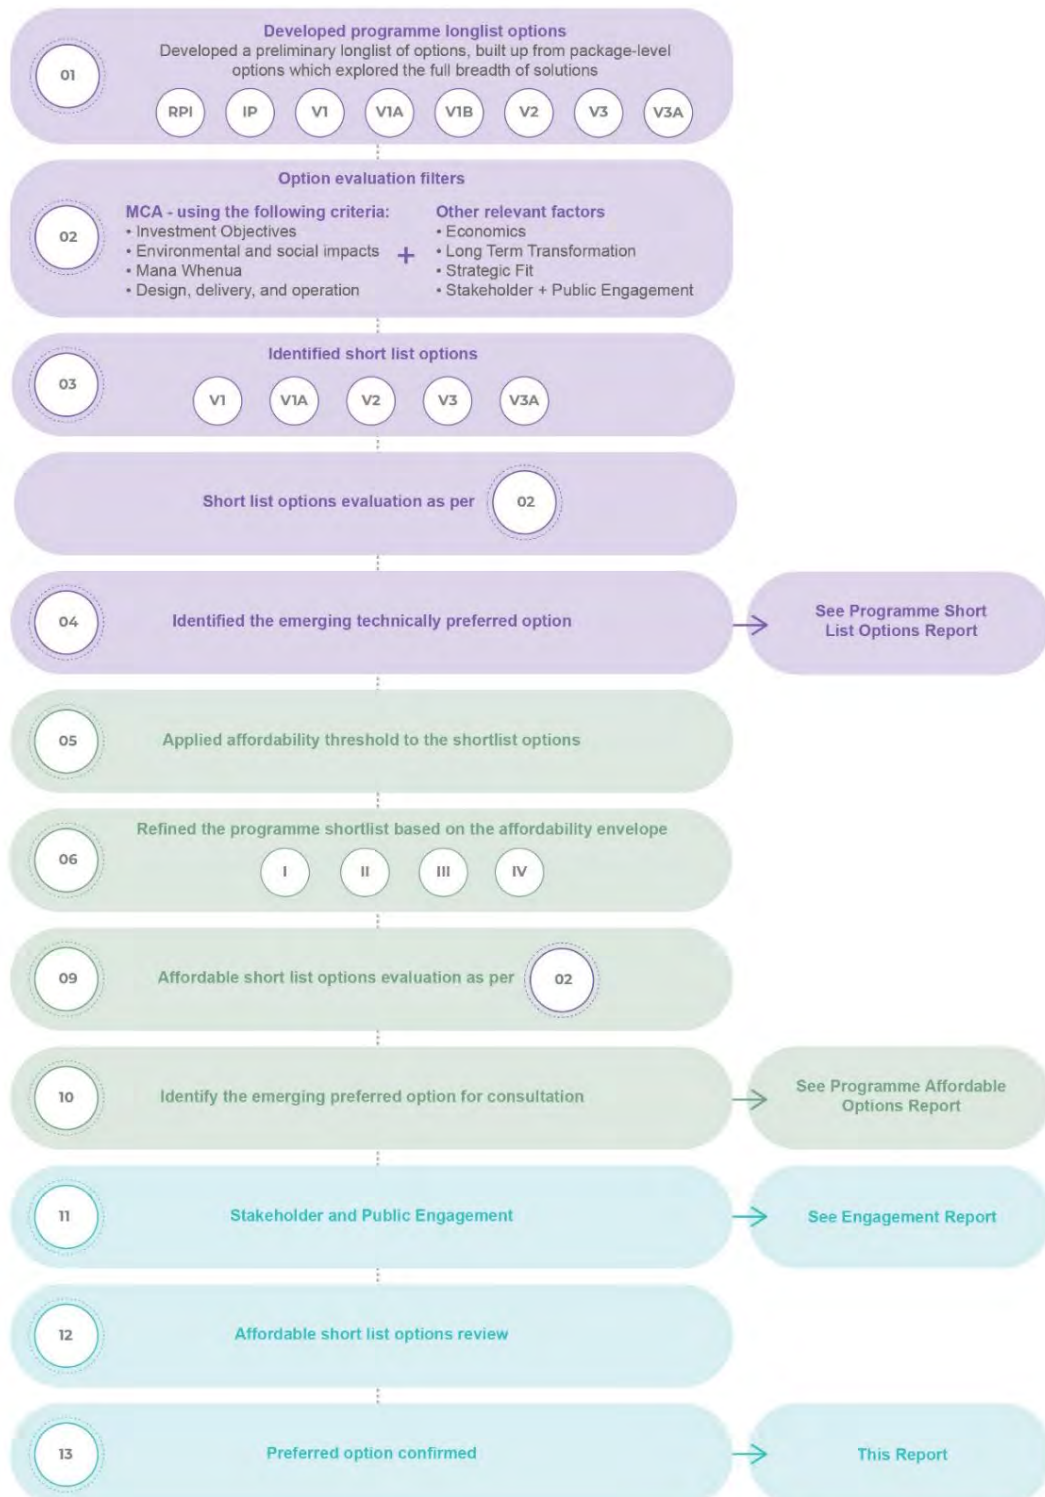 Developed programme longlist options
Developed a preliminary longlist of options, built up from package-level
options which explored the full breadth of solutions
01
RPI IP V1 V1A V1B V2 V3 V3A
Option evaluation filters
02
MCA - using the following criteria:
• Investment Objectives
• Environmental and social impacts
• Mana Whenua
• Design, delivery, and operation
+
Other relevant factors
• Economics
• Long Term Transformation
• Strategic Fit
• Stakeholder + Public Engagement
Identified short list options
03
V1 V1A V2 V3 V3A
Short list options evaluation as per 02
04 Identified the emerging technically preferred option
See Programme Short
List Options Report
05 Applied affordability threshold to the shortlist options
Refined the programme shortlist based on the affordability envelope
06
I II III IV
09 Affordable short list options evaluation as per 02
10 Identify the emerging preferred option for consultation
See Programme Affordable
Options Report
11 Stakeholder and Public Engagement
See Engagement Report
12 Affordable short list options review
13 Preferred option confirmed
This Report